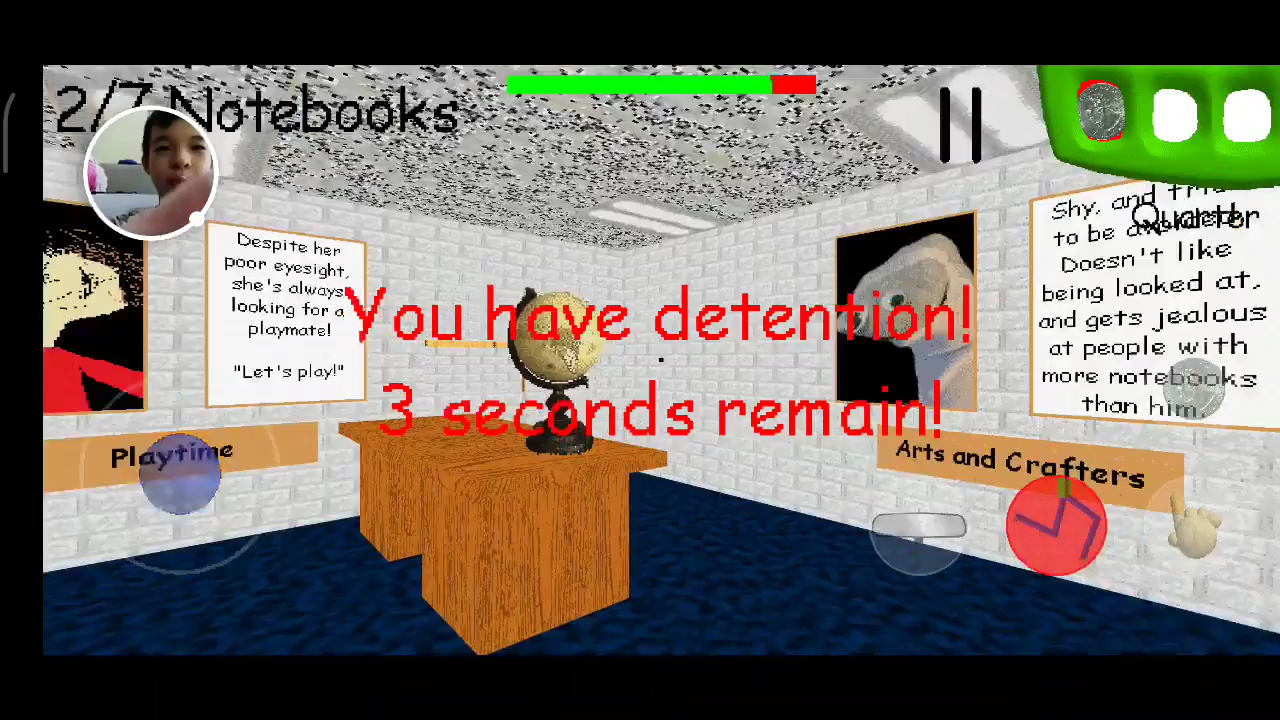 2/7 Notebooks
Quarter
Despite her
poor eyesight,
she's always
looking for a
playmate!
"Let's play!"
Playtime
You have detention!
3 seconds remain!
Shy, and
to be
Doesn't like
being looked at,
and gets jealous
at people with
more notebooks
than him.
Arts and Crafters